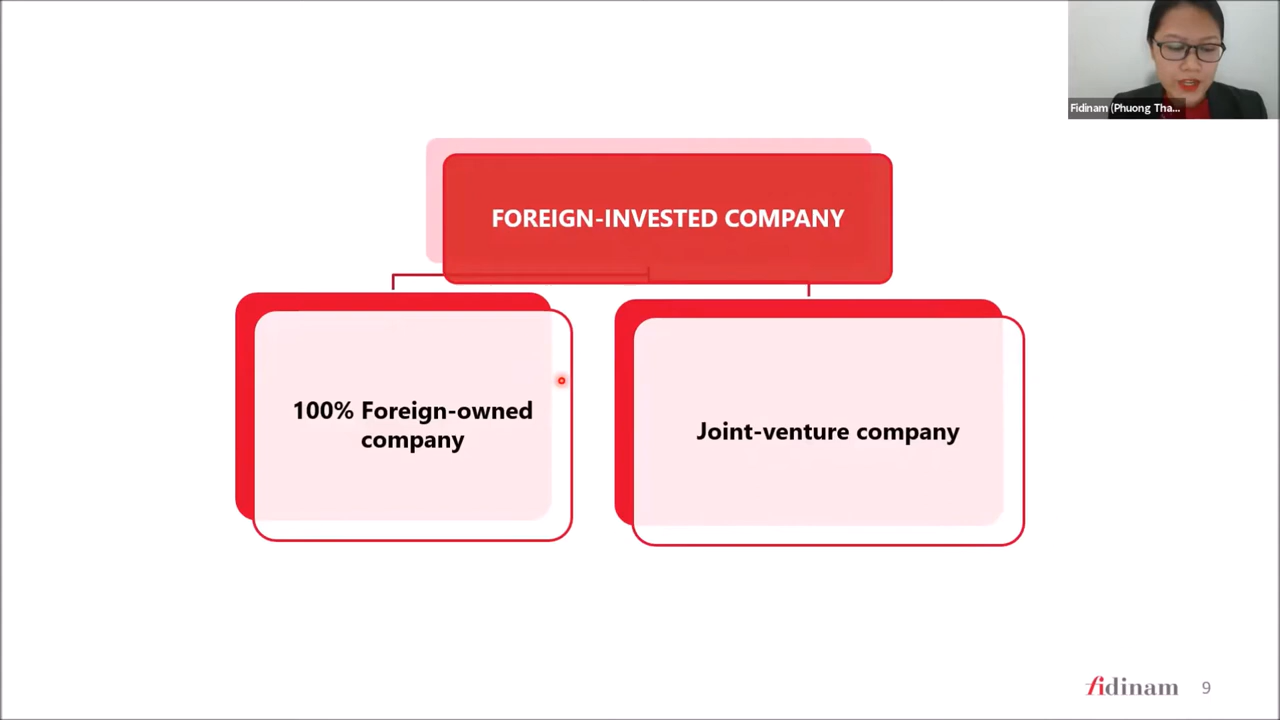 Fidinam (Phuong Tha...
FOREIGN-INVESTED COMPANY
100% Foreign-owned
company
Joint-venture company
fidinam
9